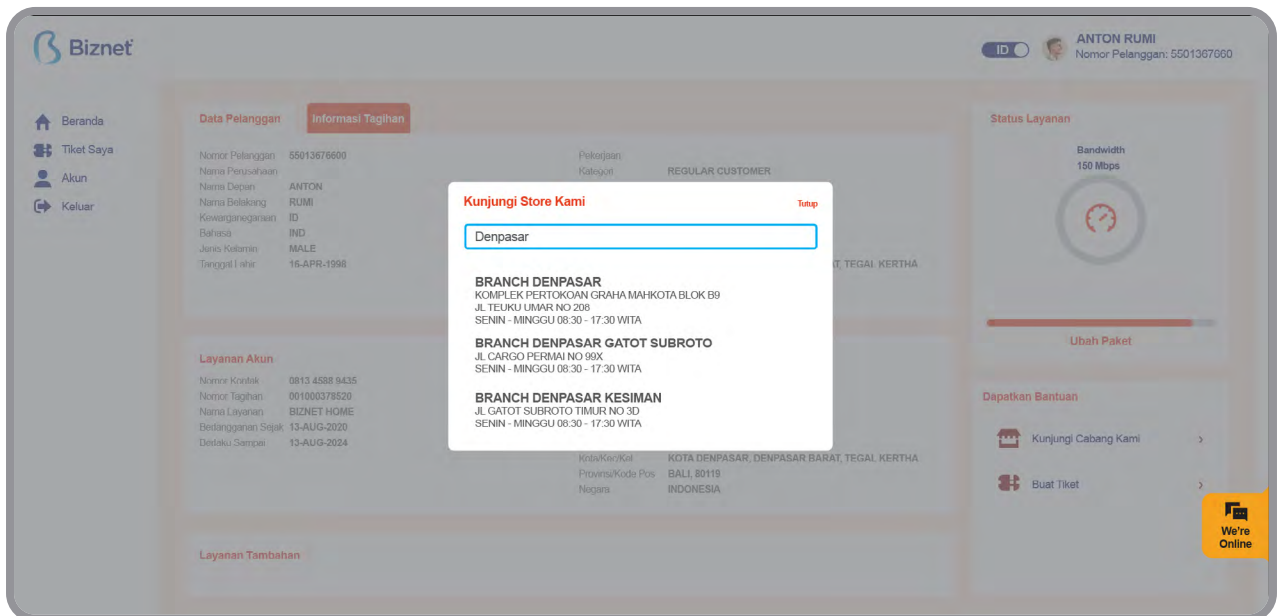 Biznet
ID
ANTON RUMI
Nomor Pelanggan: 5501367660
Beranda
Tiket Saya
Akun
Keluar
Data Pelanggan
Informasi Tagihan
Nomor Pelanggan 55013676600
Nama Perusahaan
Nama Depan ANTON
Nama Belakang RUMI
Kewarganegaraan ID
Bahasa IND
Jenis Kelamin MALE
Tanggal Lahir 16-APR-1998
Pekerjaan
Kategori REGULAR CUSTOMER
TEGAL KERTHA
Kunjungi Store Kami
Tutup
Denpasar
BRANCH DENPASAR
KOMPLEK PERTOKOAN GRAHA MAHKOTA BLOK B9
JL TEUKU UMAR NO 208
SENIN - MINGGU 08:30 - 17:30 WITA
BRANCH DENPASAR GATOT SUBROTO
JL CARGO PERMAI NO 99X
SENIN - MINGGU 08:30 - 17:30 WITA
BRANCH DENPASAR KESIMAN
JL GATOT SUBROTO TIMUR NO 3D
SENIN - MINGGU 08:30 - 17:30 WITA
Layanan Akun
Nomor Kontak 0813 4588 9435
Nomor Tagihan 001000378520
Nama Layanan BIZNET HOME
Berlangganan Sejak 13-AUG-2020
Berlaku Sampai 13-AUG-2024
Kota/Kec/Kel KOTA DENPASAR, DENPASAR BARAT, TEGAL KERTHA
Provinsi/Kode Pos BALI, 80119
Negara INDONESIA
Layanan Tambahan
Status Layanan
Bandwidth
150 Mbps
Ubah Paket
Dapatkan Bantuan
Kunjungi Cabang Kami
Buat Tiket
We're
Online